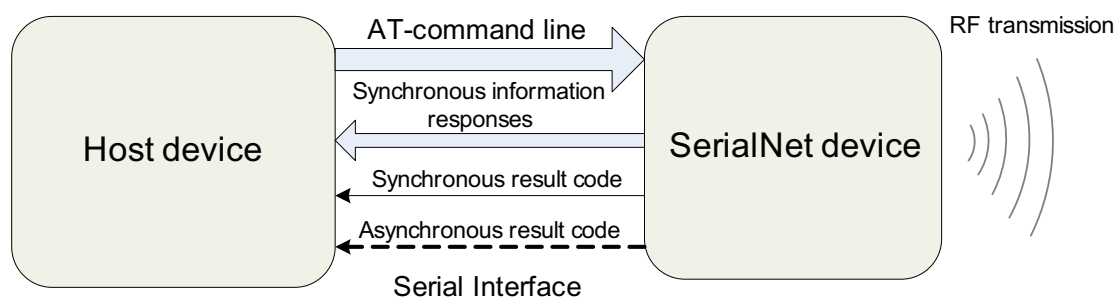 AT-command line
RF transmission
Synchronous information
responses
Host device
SerialNet device
Synchronous result code
Asynchronous result code
Serial Interface